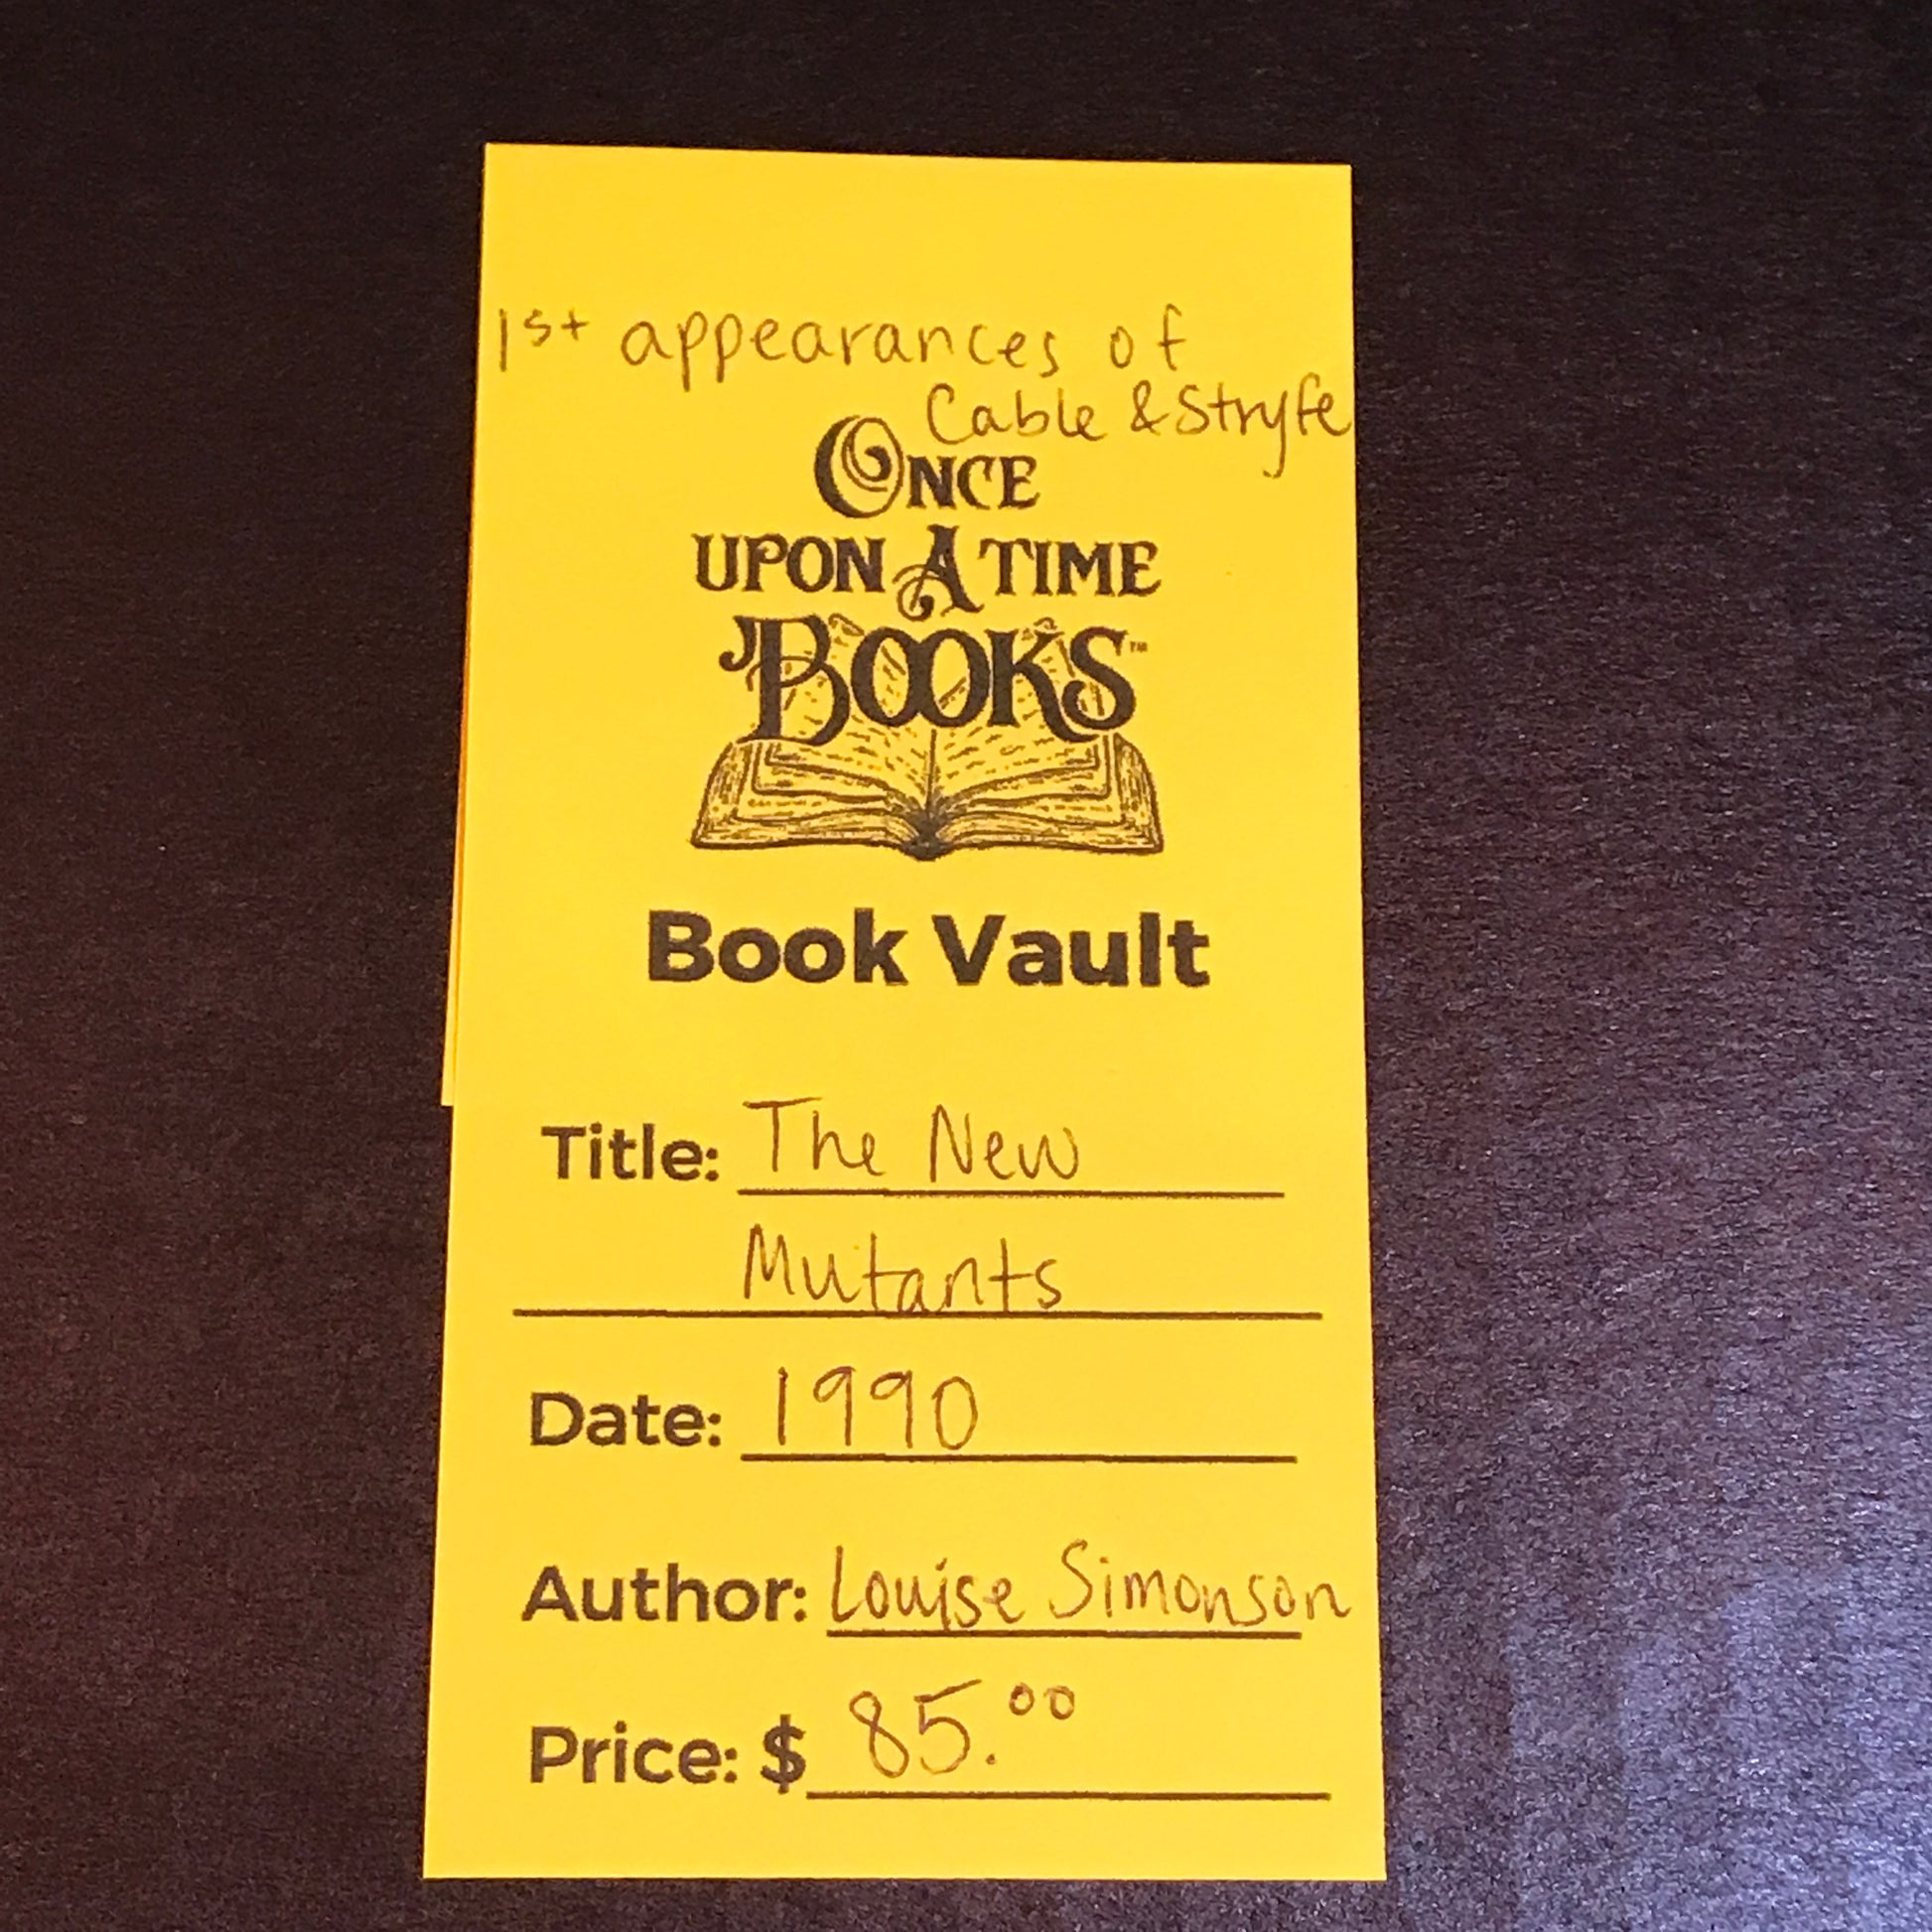 1st appearances of
Cable & Stryfe
ONCE
UPON A TIME
BOOKS™
Book Vault
Title: The New
Mutants
Date: 1990
Author: Louise Simonson
Price: $ 85.00